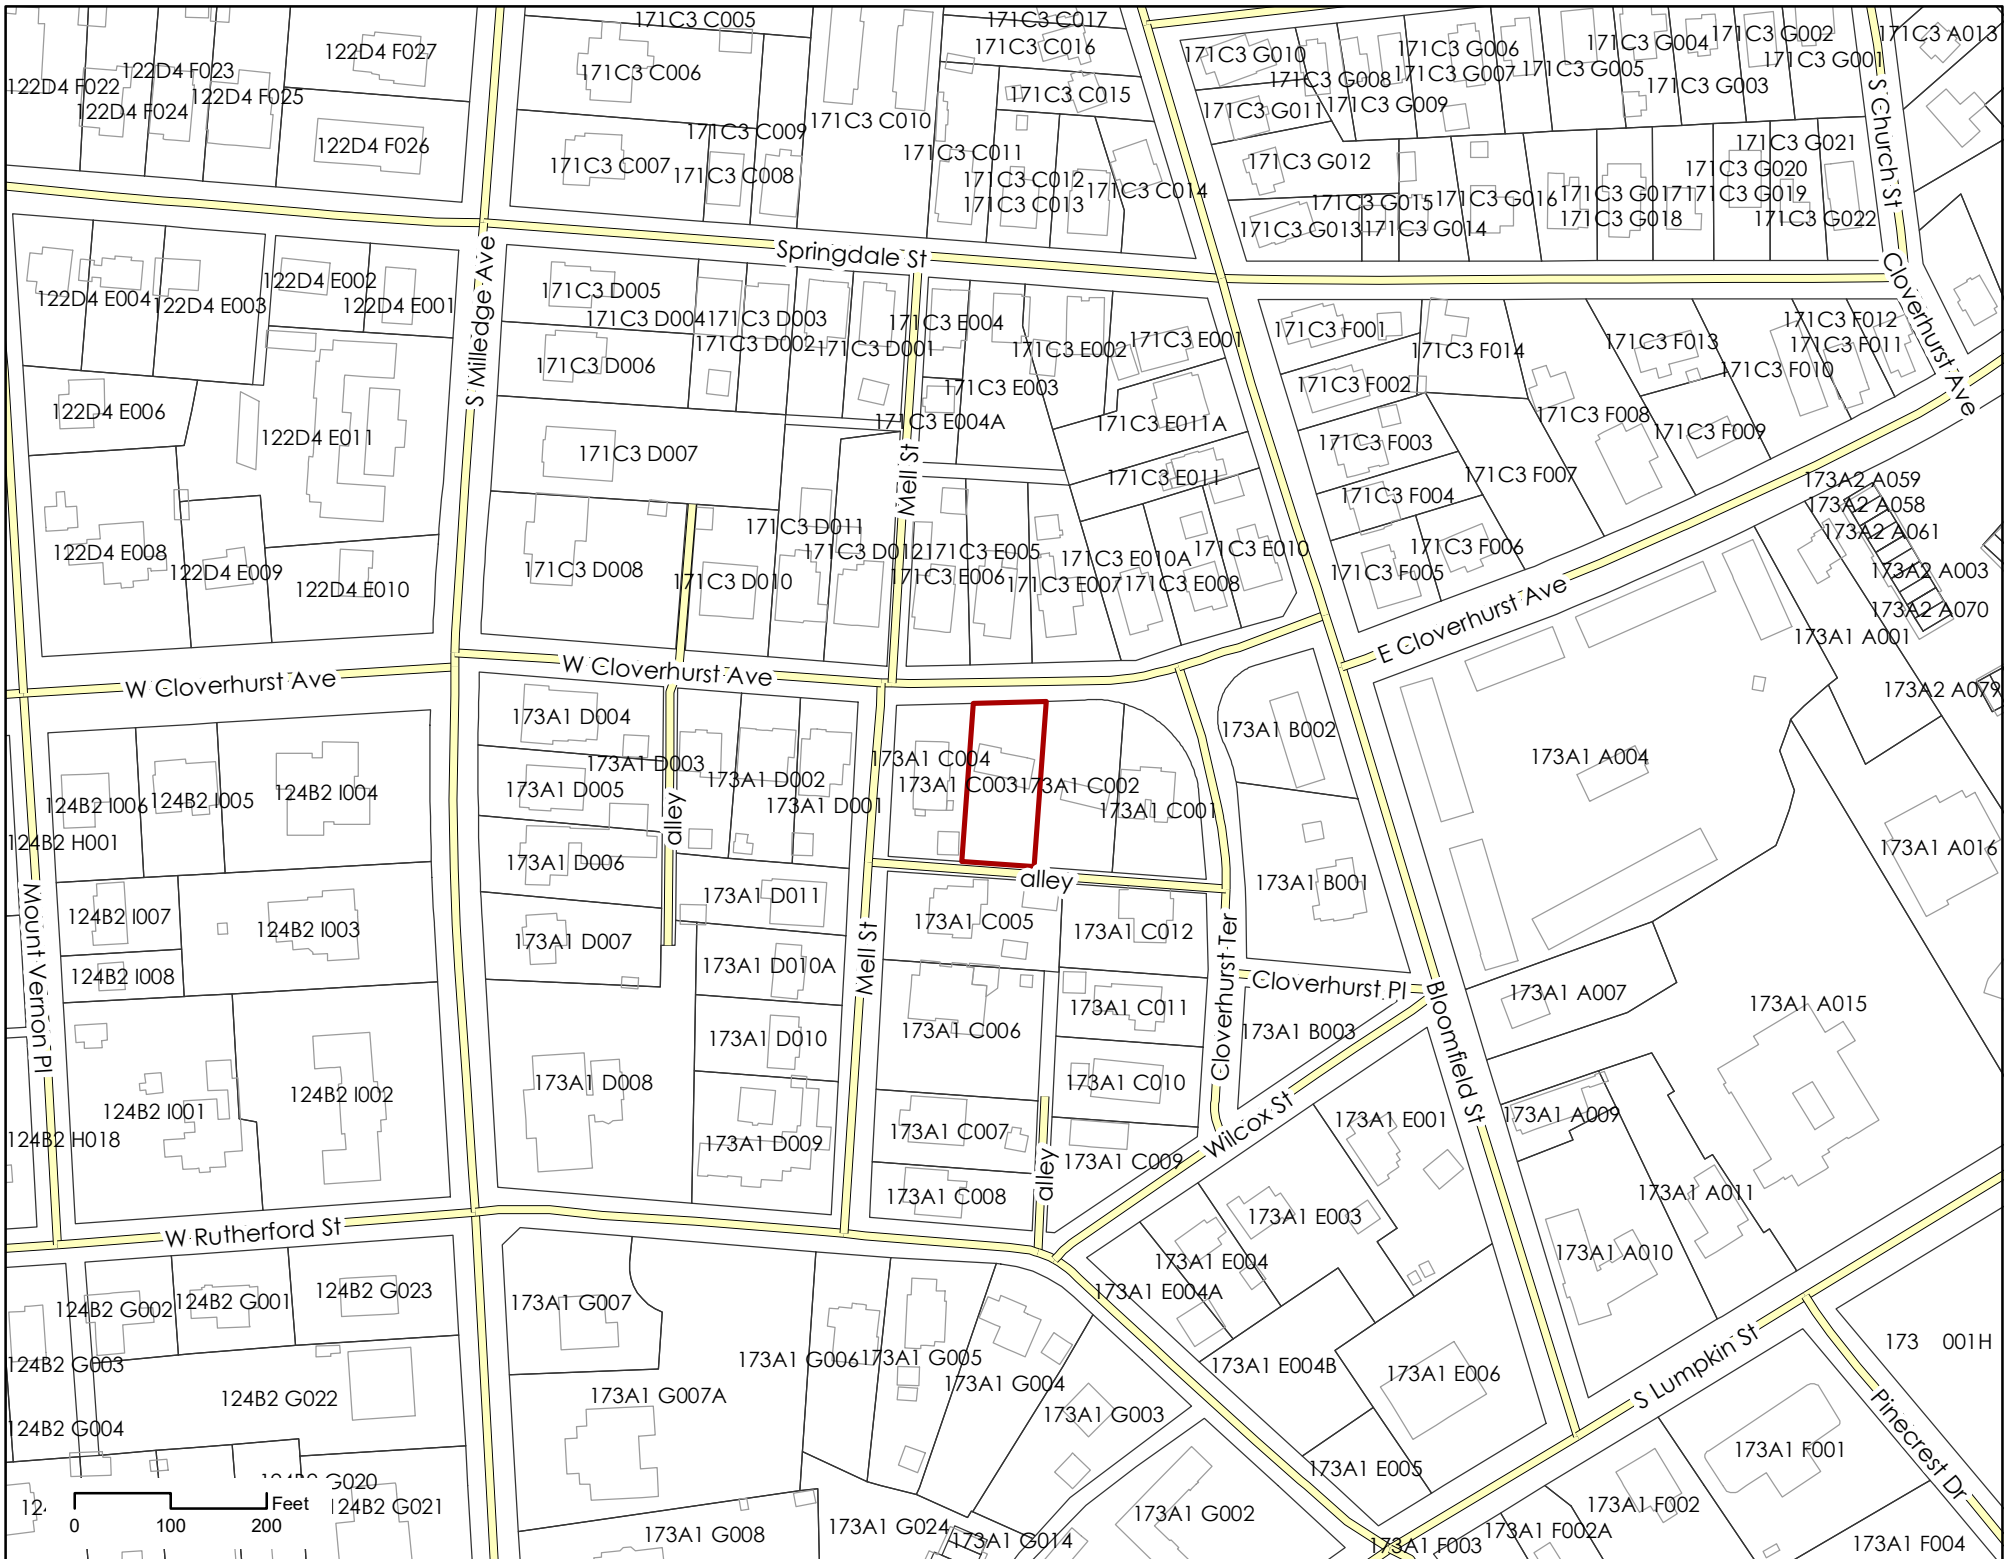 171C3 C005
171C3 C017
122D4 F027
171C3 C016
171C3 G010
171C3 G006
171C3 G004
171C3 G002
171C3 A013
122D4 F022
122D4 F023
171C3 C006
171C3 G008
171C3 G007
171C3 G005
171C3 G001
122D4 F024
122D4 F025
171C3 C015
171C3 G011
171C3 G009
171C3 G003
S Church St
122D4 F026
171C3 C009
171C3 C010
171C3 C007
171C3 C008
171C3 C011
171C3 C012
171C3 C013
171C3 C014
171C3 G012
171C3 G021
171C3 G020
171C3 G015
171C3 G016
171C3 G017
171C3 G019
171C3 G013
171C3 G014
171C3 G018
171C3 G022
Springdale St
S Milledge Ave
Cloverhurst Ave
122D4 E004
122D4 E003
122D4 E002
122D4 E001
171C3 D005
171C3 D004
171C3 D003
171C3 D002
171C3 D001
171C3 D006
171C3 E004
171C3 E002
171C3 E001
171C3 E003
171C3 E004A
171C3 E011A
171C3 F001
171C3 F014
171C3 F013
171C3 F012
171C3 F011
171C3 F010
171C3 F002
171C3 F008
171C3 F009
171C3 F003
171C3 F007
171C3 F004
122D4 E006
122D4 E011
171C3 D007
Mell St
171C3 E011
173A2 A059
173A2 A058
173A2 A061
173A2 A003
173A2 A070
122D4 E008
122D4 E009
122D4 E010
171C3 D008
171C3 D011
171C3 D012
171C3 D010
171C3 E005
171C3 E006
171C3 E007
171C3 E010A
171C3 E010
171C3 E008
171C3 F006
171C3 F005
E Cloverhurst Ave
173A1 A001
173A2 A079
W Cloverhurst Ave
W Cloverhurst Ave
173A1 D004
173A1 D003
173A1 D005
173A1 D002
173A1 D001
173A1 C004
173A1 C003
173A1 C002
173A1 C001
173A1 B002
173A1 A004
124B2 I006
124B2 I005
124B2 I004
124B2 H001
alley
173A1 D006
173A1 A016
alley
173A1 B001
Mount Vernon Pl
124B2 I007
124B2 I003
173A1 D011
173A1 C005
173A1 C012
173A1 D007
124B2 I008
173A1 D010A
Mell St
Cloverhurst Ter
Cloverhurst Pl
Bloomfield St
173A1 A007
173A1 A015
173A1 C011
173A1 C006
173A1 D010
173A1 B003
173A1 D008
173A1 C010
124B2 I002
124B2 I001
124B2 H018
173A1 D009
173A1 C007
173A1 C009
alley
173A1 C008
Wilcox St
173A1 E001
173A1 A009
173A1 A011
173A1 E003
W Rutherford St
173A1 E004
173A1 A010
173A1 E004A
124B2 G002
124B2 G001
124B2 G023
173A1 G007
173A1 G006
173A1 G005
173A1 G004
124B2 G003
124B2 G022
173A1 G007A
173A1 E004B
173A1 E006
S Lumpkin St
173 001H
173A1 G003
124B2 G004
Pinecrest Dr
173A1 F001
173A1 E005
G020
124B2 G021
Feet
0
100
200
173A1 G008
173A1 G024
173A1 G014
173A1 G002
173A1 F002
173A1 F002A
173A1 F003
173A1 F004